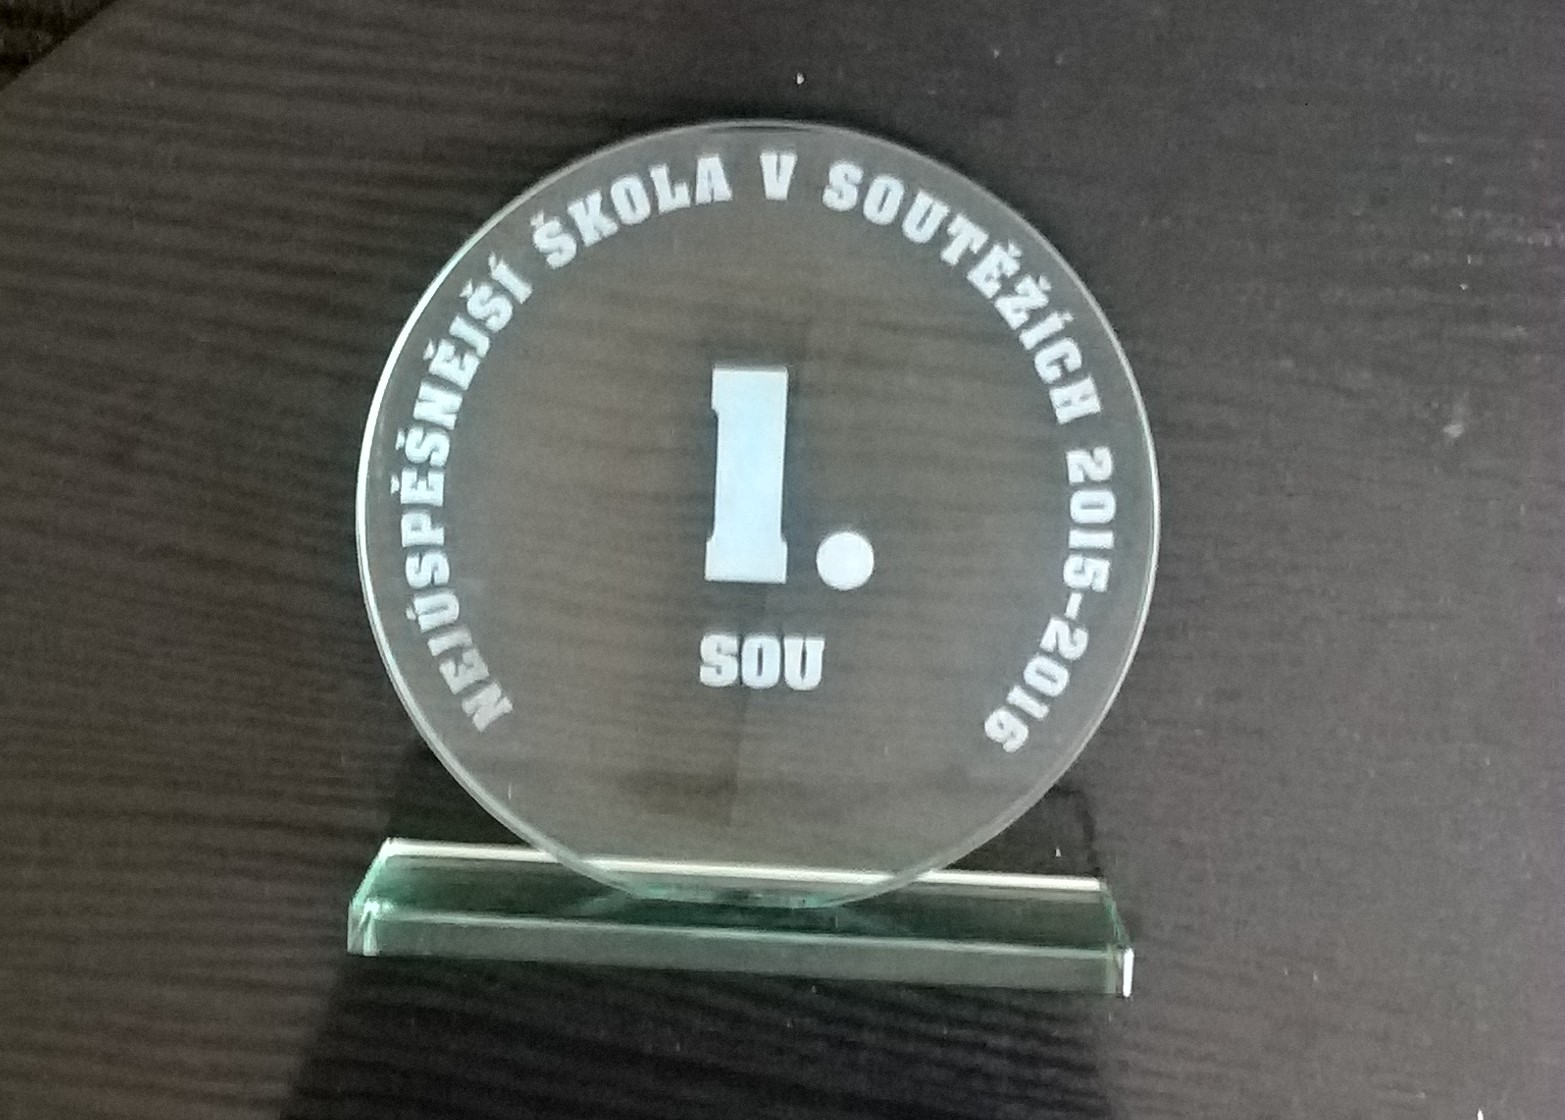 NEJÚSPĚŠNĚJŠÍ ŠKOLA V SOUTĚŽÍCH 2015-2016
1.
SOU